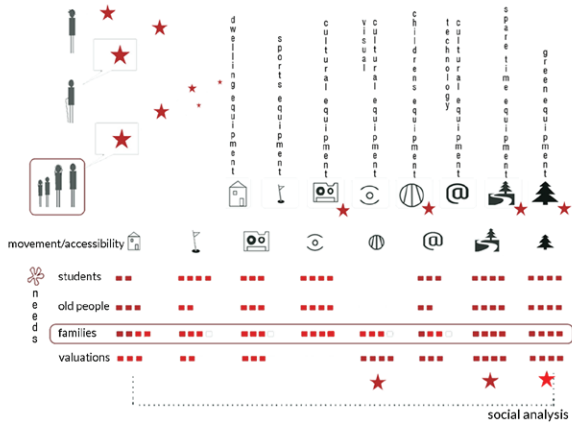 dwelling equipment
sports equipment
cultural equipment
visual
cultural equipment
childrens equipment
technology
cultural equipment
spare time equipment
green equipment
@
movement/accessibility
@
needs
students
old people
families
valuations
social analysis